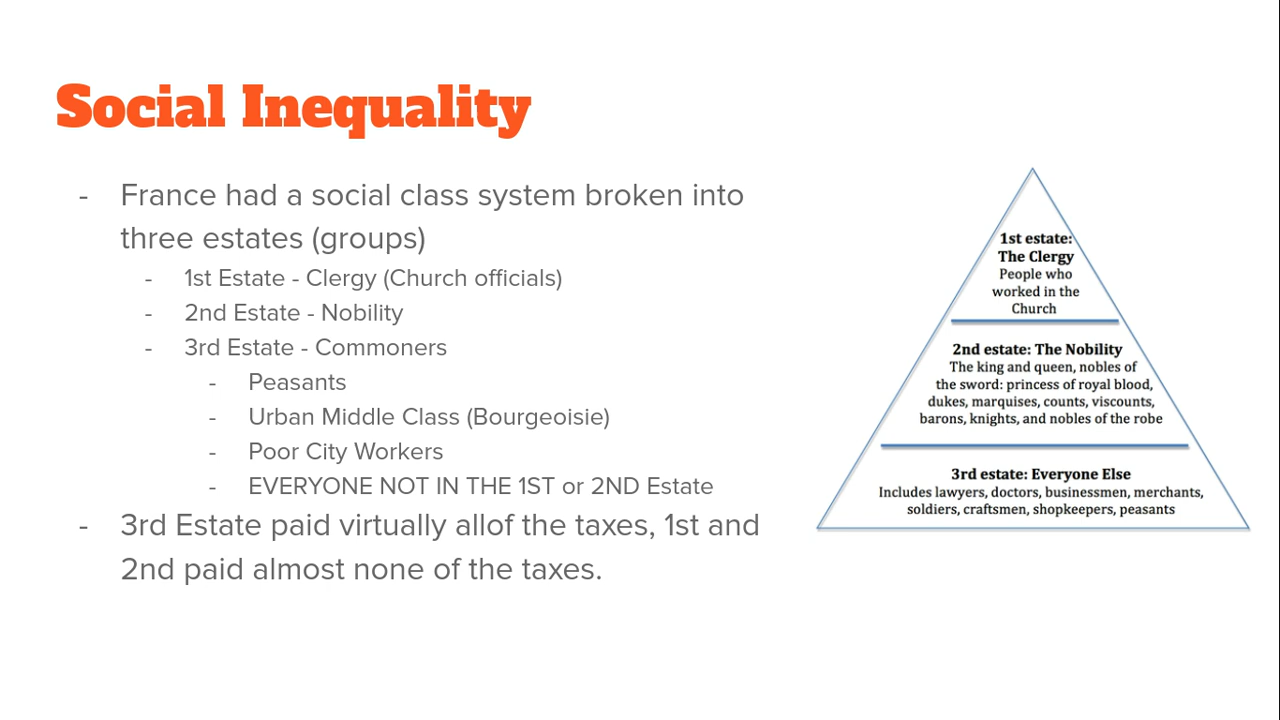 Social Inequality
- France had a social class system broken into
three estates (groups)
- 1st Estate - Clergy (Church officials)
- 2nd Estate - Nobility
- 3rd Estate - Commoners
- Peasants
- Urban Middle Class (Bourgeoisie)
- Poor City Workers
- EVERYONE NOT IN THE 1ST or 2ND Estate
- 3rd Estate paid virtually allof the taxes, 1st and
2nd paid almost none of the taxes.
1st estate:
The Clergy
People who
worked in the
Church
2nd estate: The Nobility
The king and queen, nobles of
the sword: princess of royal blood,
dukes, marquises, counts, viscounts,
barons, knights, and nobles of the robe
3rd estate: Everyone Else
Includes lawyers, doctors, businessmen, merchants,
soldiers, craftsmen, shopkeepers, peasants